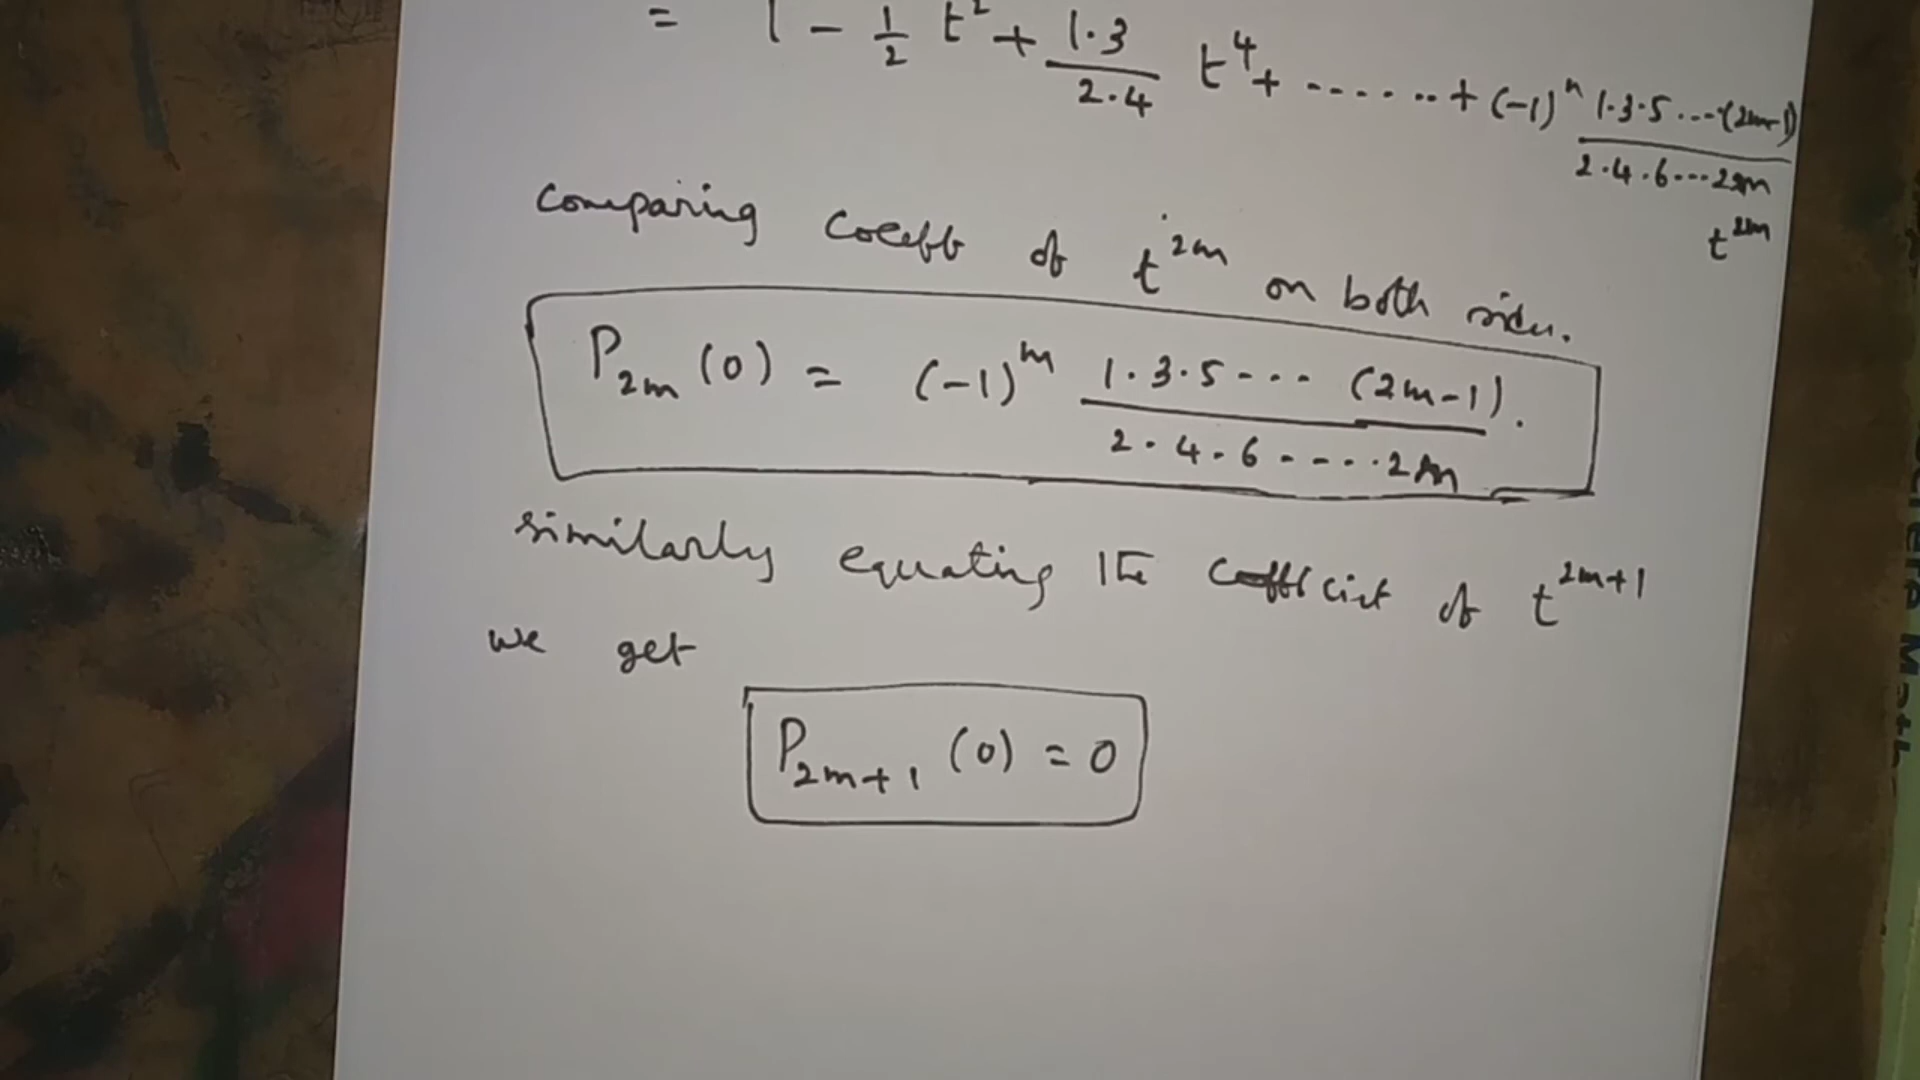 = 1 - 1/2 t² + 1·3/2·4 t⁴ + ....... + (-1)ⁿ 1·3·5...(2m-1)/2·4·6...2m t²ᵐ
comparing coeff of t²ᵐ on both sides.
P₂ₘ(0) = (-1)ᵐ 1·3·5--- (2m-1)/2·4·6----2m .
similarly equating the coefficient of t²ᵐ⁺¹
we get
P₂ₘ₊₁(0) = 0